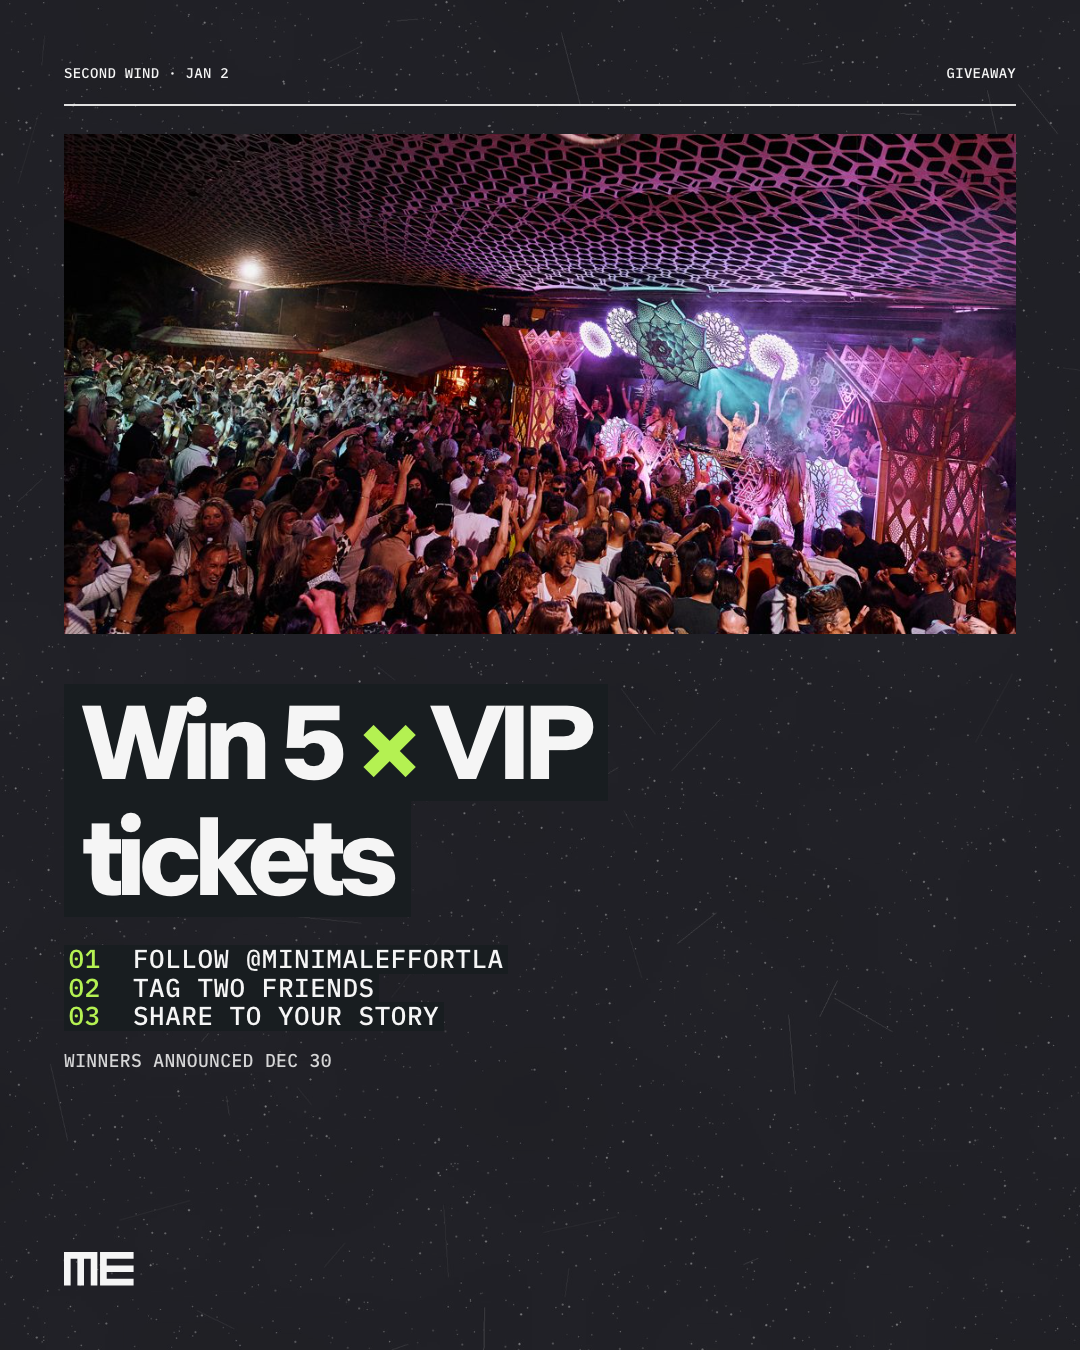 SECOND WIND · JAN 2
GIVEAWAY
Win 5 × VIP
tickets
01 FOLLOW @MINIMALEFFORTLA
02 TAG TWO FRIENDS
03 SHARE TO YOUR STORY
WINNERS ANNOUNCED DEC 30
ME